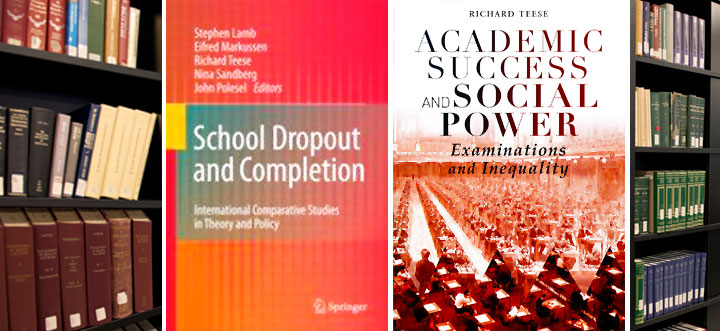 Stephen Lamb
Eifred Markussen
Richard Teese
Nina Sandberg
John Polesel Editors
School Dropout
and Completion
International Comparative Studies
in Theory and Policy
Springer
RICHARD TEESE
ACADEMIC
SUCCESS
AND SOCIAL
POWER
Examinations
and Inequality